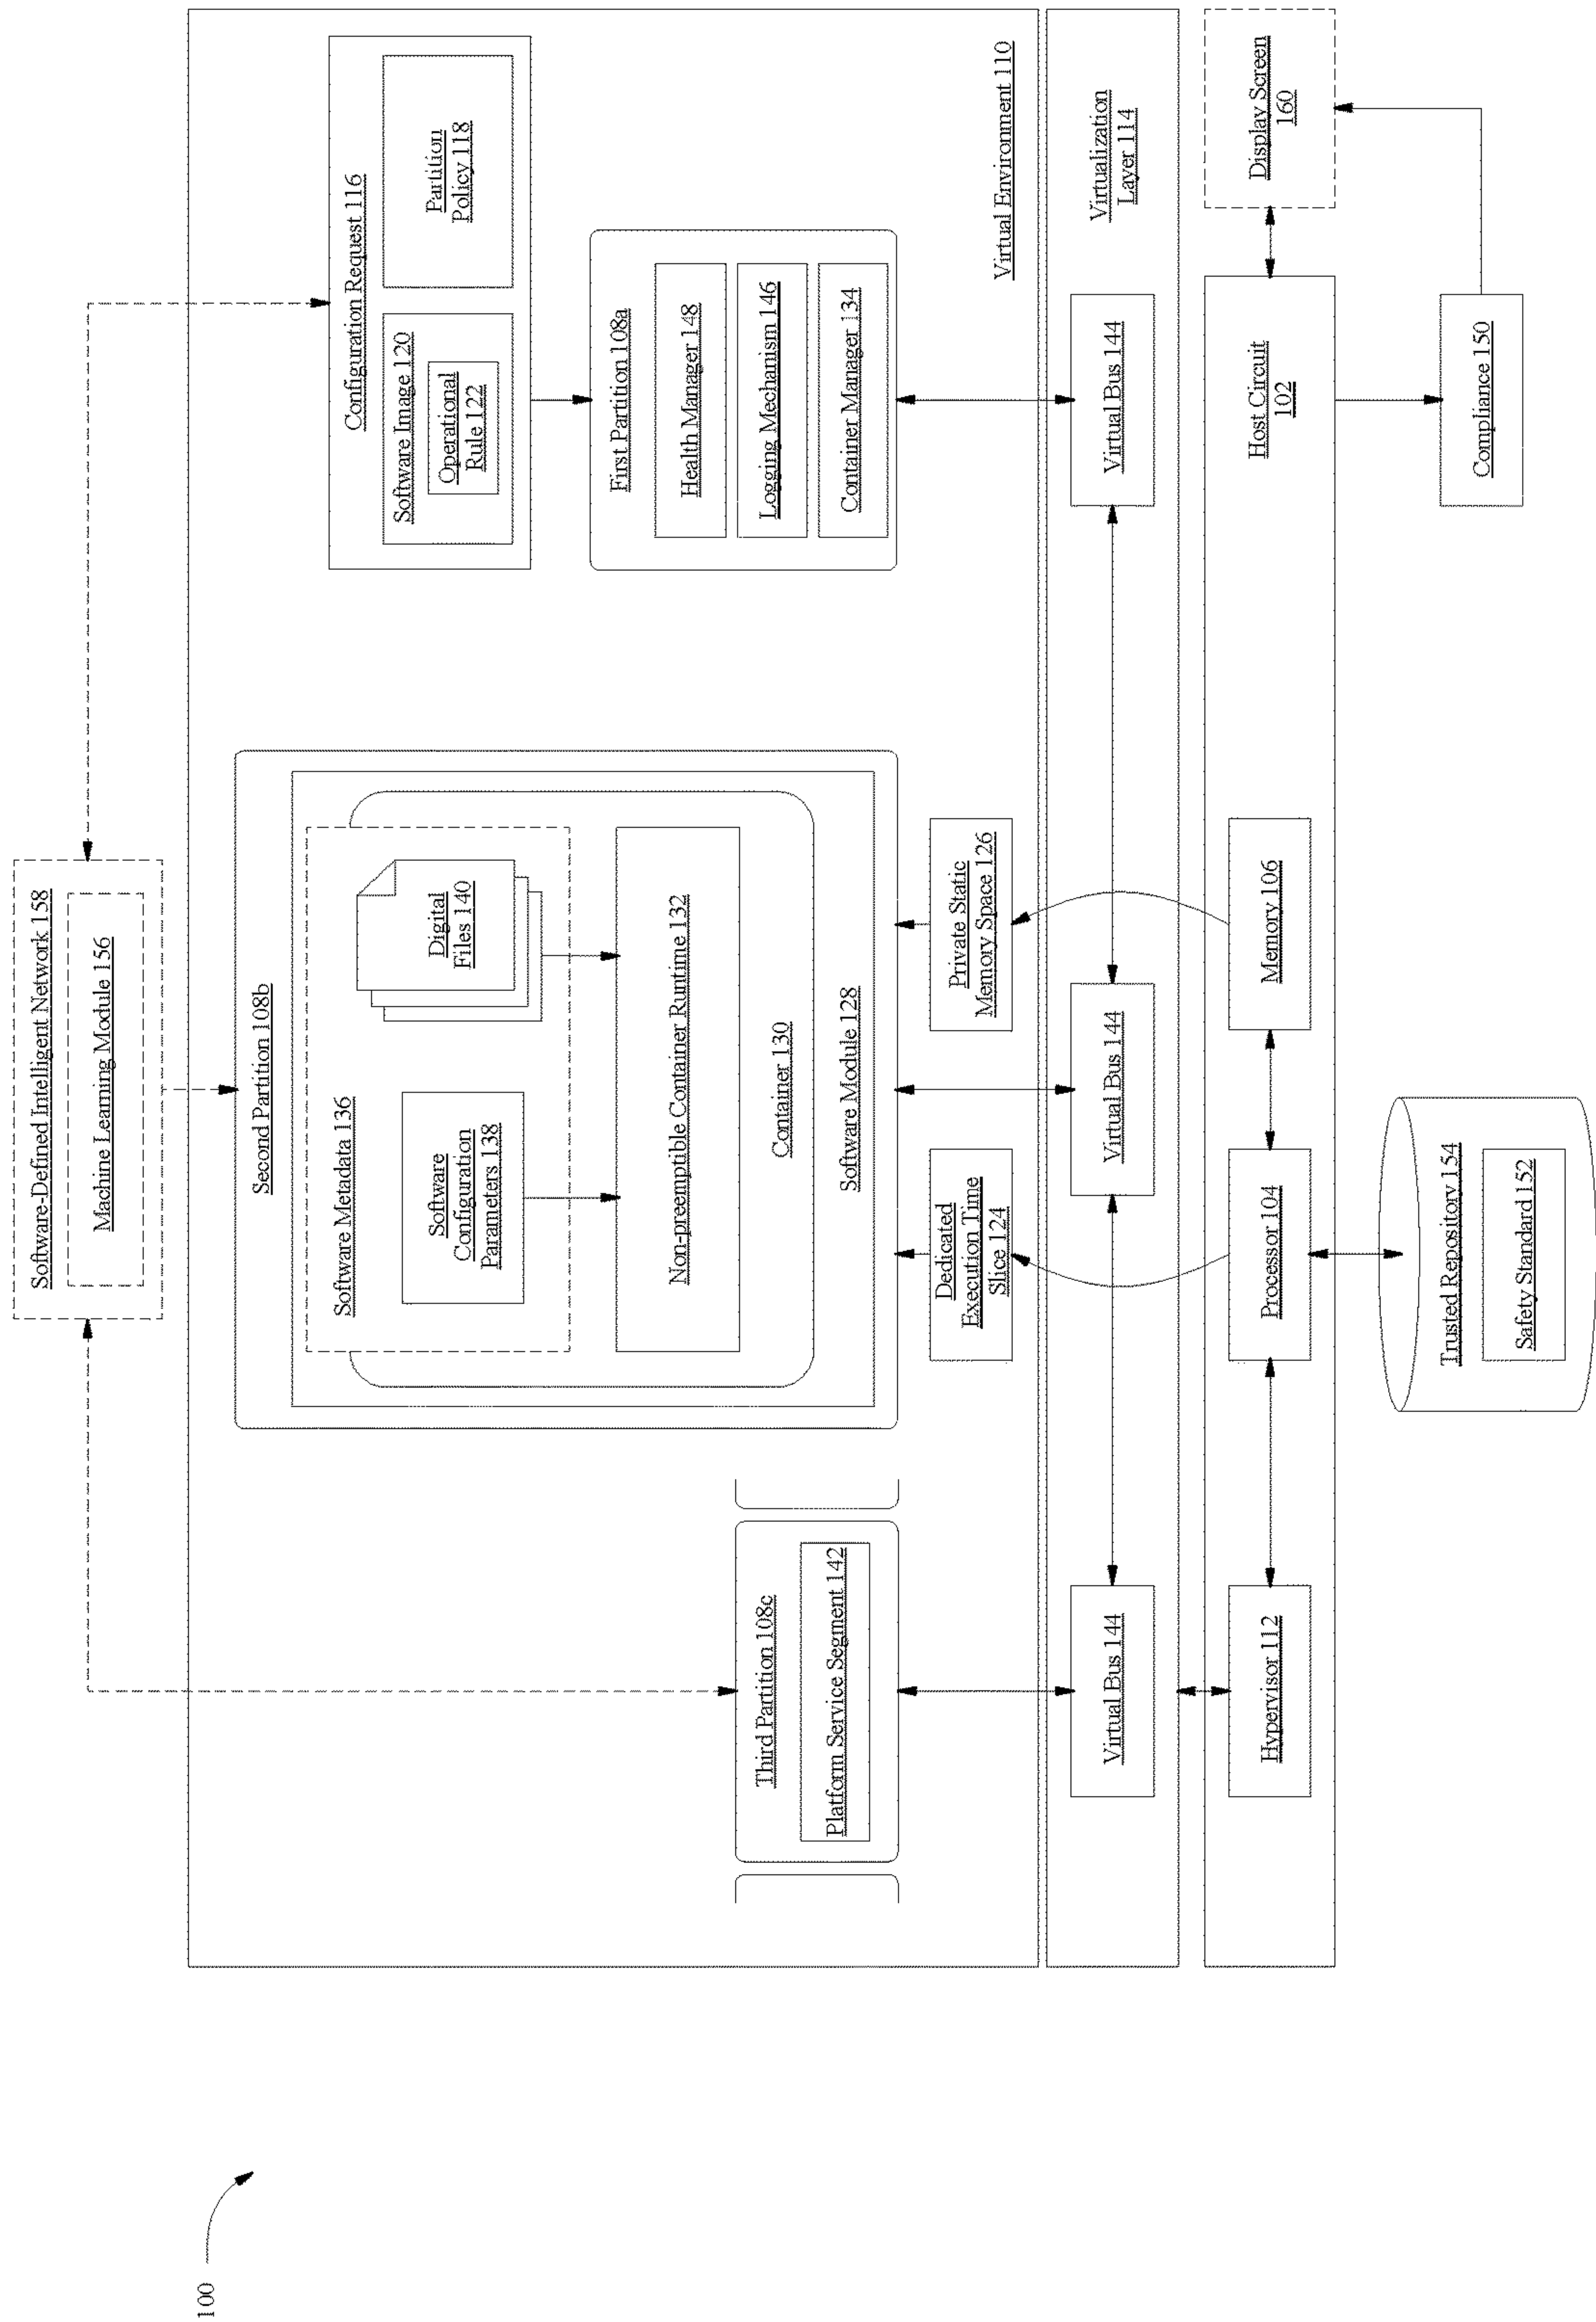 100
Software-Defined Intelligent Network 158
Machine Learning Module 156
Third Partition 108c
Platform Service Segment 142
Second Partition 108b
Software Metadata 136
Software
Configuration
Parameters 138
Digital
Files 140
Non-preemptible Container Runtime 132
Container 130
Software Module 128
Dedicated
Execution Time
Slice 124
Private Static
Memory Space 126
Configuration Request 116
Software Image 120
Operational
Rule 122
Partition
Policy 118
First Partition 108a
Health Manager 148
Logging Mechanism 146
Container Manager 134
Virtual Environment 110
Virtual Bus 144
Virtual Bus 144
Virtual Bus 144
Virtualization
Layer 114
Hypervisor 112
Processor 104
Memory 106
Host Circuit
102
Display Screen
160
Trusted Repository 154
Safety Standard 152
Compliance 150